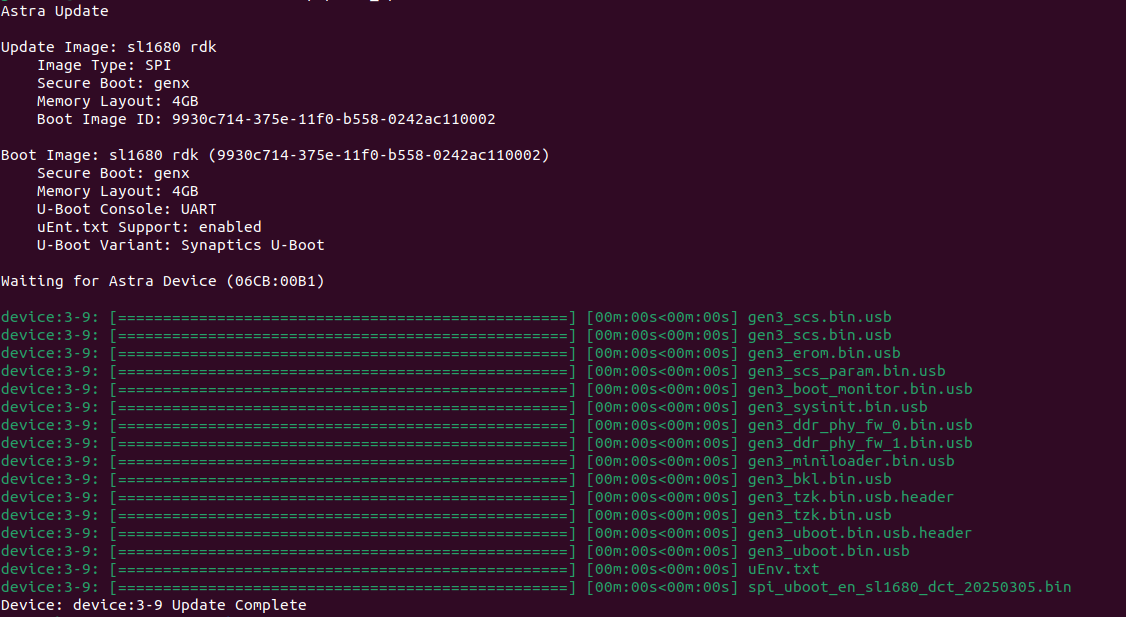 Astra Update
Update Image: sl1680 rdk
Image Type: SPI
Secure Boot: genx
Memory Layout: 4GB
Boot Image ID: 9930c714-375e-11f0-b558-0242ac110002
Boot Image: sl1680 rdk (9930c714-375e-11f0-b558-0242ac110002)
Secure Boot: genx
Memory Layout: 4GB
U-Boot Console: UART
uEnt.txt Support: enabled
U-Boot Variant: Synaptics U-Boot
Waiting for Astra Device (06CB:00B1)
device:3-9: [==================================================] [00m:00s<00m:00s] gen3_scs.bin.usb
device:3-9: [==================================================] [00m:00s<00m:00s] gen3_scs.bin.usb
device:3-9: [==================================================] [00m:00s<00m:00s] gen3_erom.bin.usb
device:3-9: [==================================================] [00m:00s<00m:00s] gen3_scs_param.bin.usb
device:3-9: [==================================================] [00m:00s<00m:00s] gen3_boot_monitor.bin.usb
device:3-9: [==================================================] [00m:00s<00m:00s] gen3_sysinit.bin.usb
device:3-9: [==================================================] [00m:00s<00m:00s] gen3_ddr_phy_fw_0.bin.usb
device:3-9: [==================================================] [00m:00s<00m:00s] gen3_ddr_phy_fw_1.bin.usb
device:3-9: [==================================================] [00m:00s<00m:00s] gen3_miniloader.bin.usb
device:3-9: [==================================================] [00m:00s<00m:00s] gen3_bkl.bin.usb
device:3-9: [==================================================] [00m:00s<00m:00s] gen3_tzk.bin.usb.header
device:3-9: [==================================================] [00m:00s<00m:00s] gen3_tzk.bin.usb
device:3-9: [==================================================] [00m:00s<00m:00s] gen3_uboot.bin.usb.header
device:3-9: [==================================================] [00m:00s<00m:00s] gen3_uboot.bin.usb
device:3-9: [==================================================] [00m:00s<00m:00s] uEnv.txt
device:3-9: [==================================================] [00m:00s<00m:00s] spi_uboot_en_sl1680_dct_20250305.bin
Device: device:3-9 Update Complete